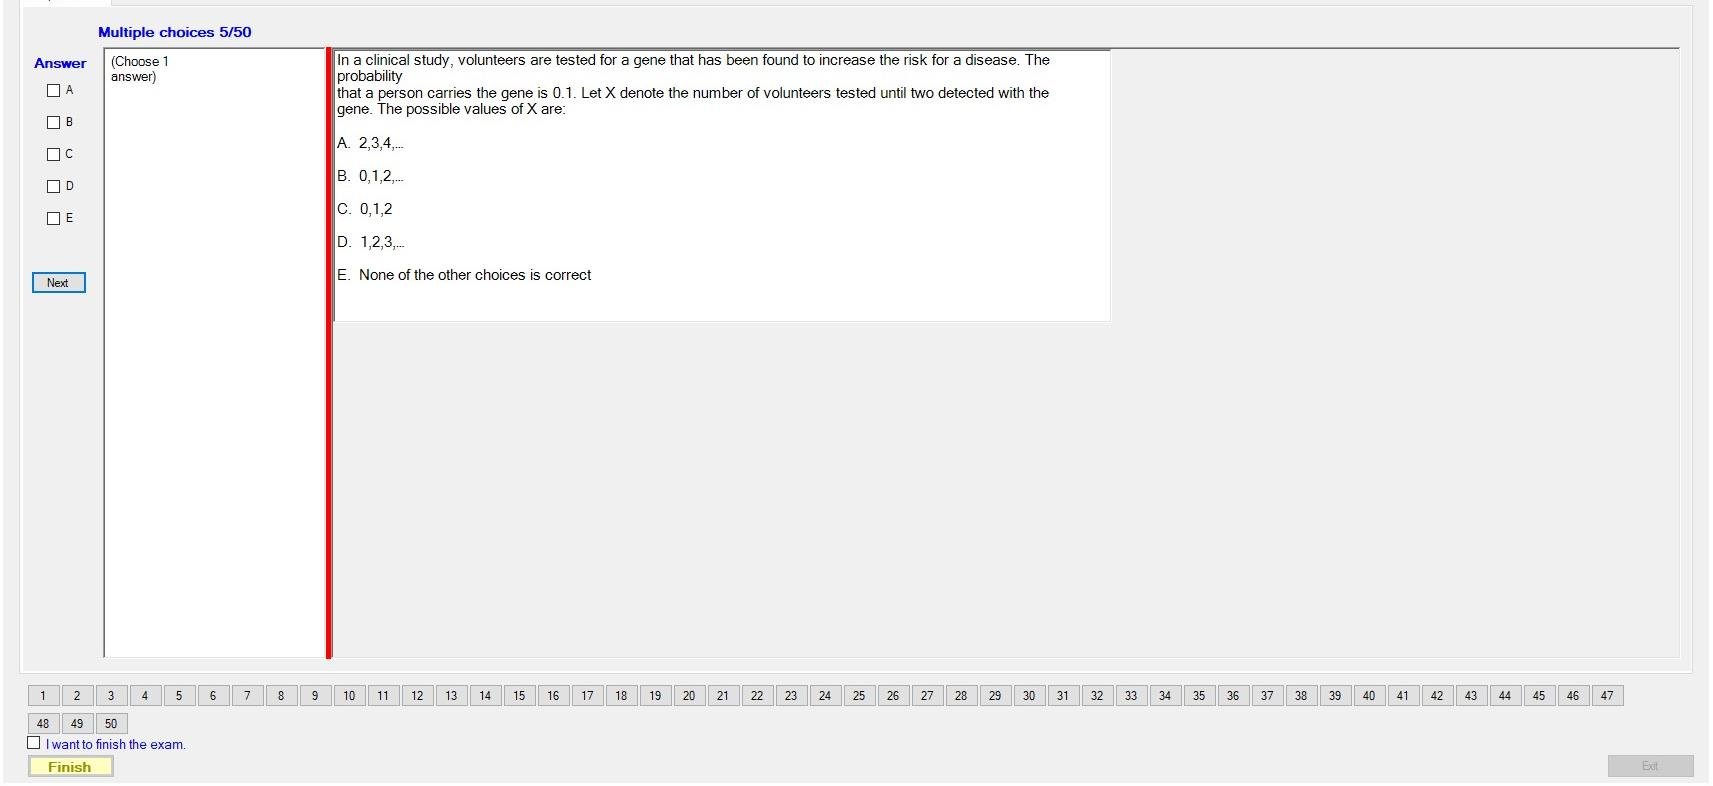 Multiple choices 5/50
Answer
A
B
C
D
E
Next
(Choose 1
answer)
In a clinical study, volunteers are tested for a gene that has been found to increase the risk for a disease. The
probability
that a person carries the gene is 0.1. Let X denote the number of volunteers tested until two detected with the
gene. The possible values of X are:
A. 2,3,4,...
B. 0,1,2,...
C. 0,1,2
D. 1,2,3,...
E. None of the other choices is correct
1 2 3 4 5 6 7 8 9 10 11 12 13 14 15 16 17 18 19 20 21 22 23 24 25 26 27 28 29 30 31 32 33 34 35 36 37 38 39 40 41 42 43 44 45 46 47
48 49 50
I want to finish the exam.
Finish
Exit